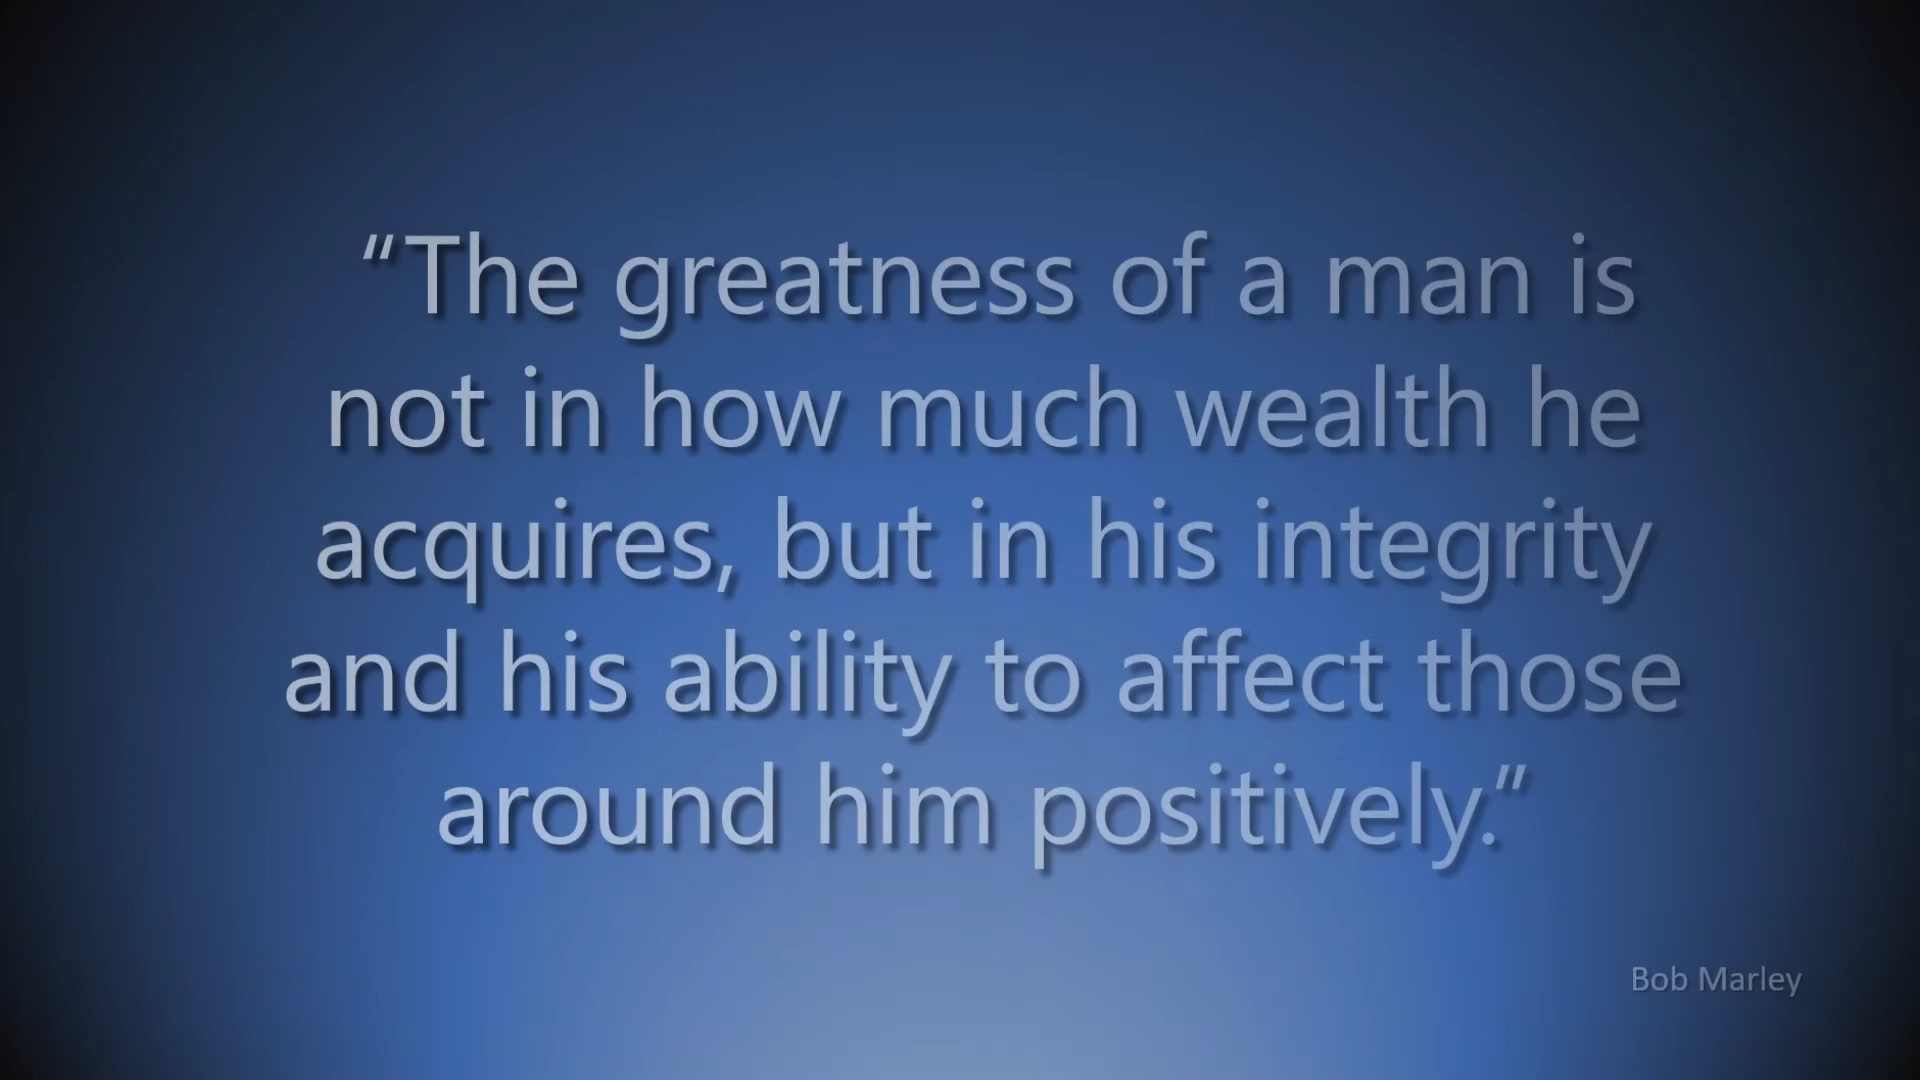 “The greatness of a man is
not in how much wealth he
acquires, but in his integrity
and his ability to affect those
around him positively.”
Bob Marley